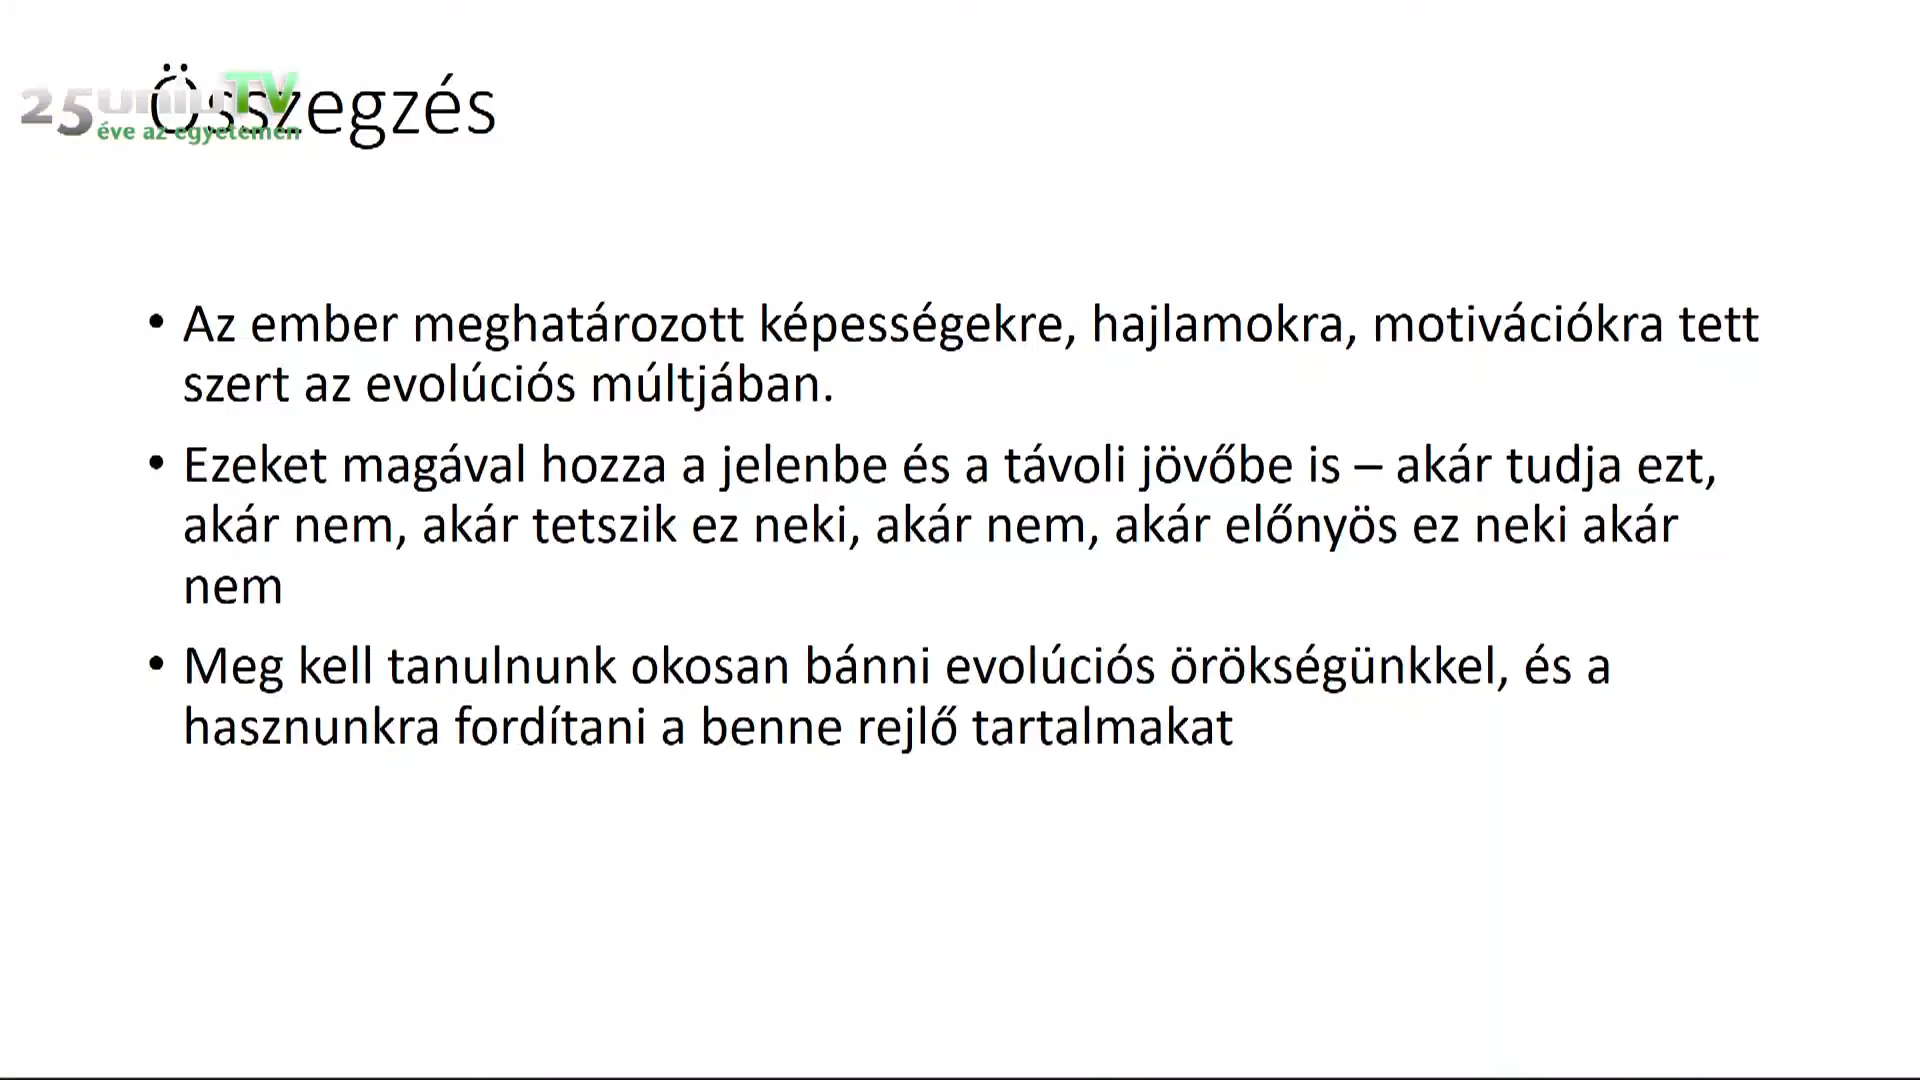 Összegzés
25 univ TV
éve az egyetemen
• Az ember meghatározott képességekre, hajlamokra, motivációkra tett
szert az evolúciós múltjában.
• Ezeket magával hozza a jelenbe és a távoli jövőbe is – akár tudja ezt,
akár nem, akár tetszik ez neki, akár nem, akár előnyös ez neki akár
nem
• Meg kell tanulnunk okosan bánni evolúciós örökségünkkel, és a
hasznunkra fordítani a benne rejlő tartalmakat